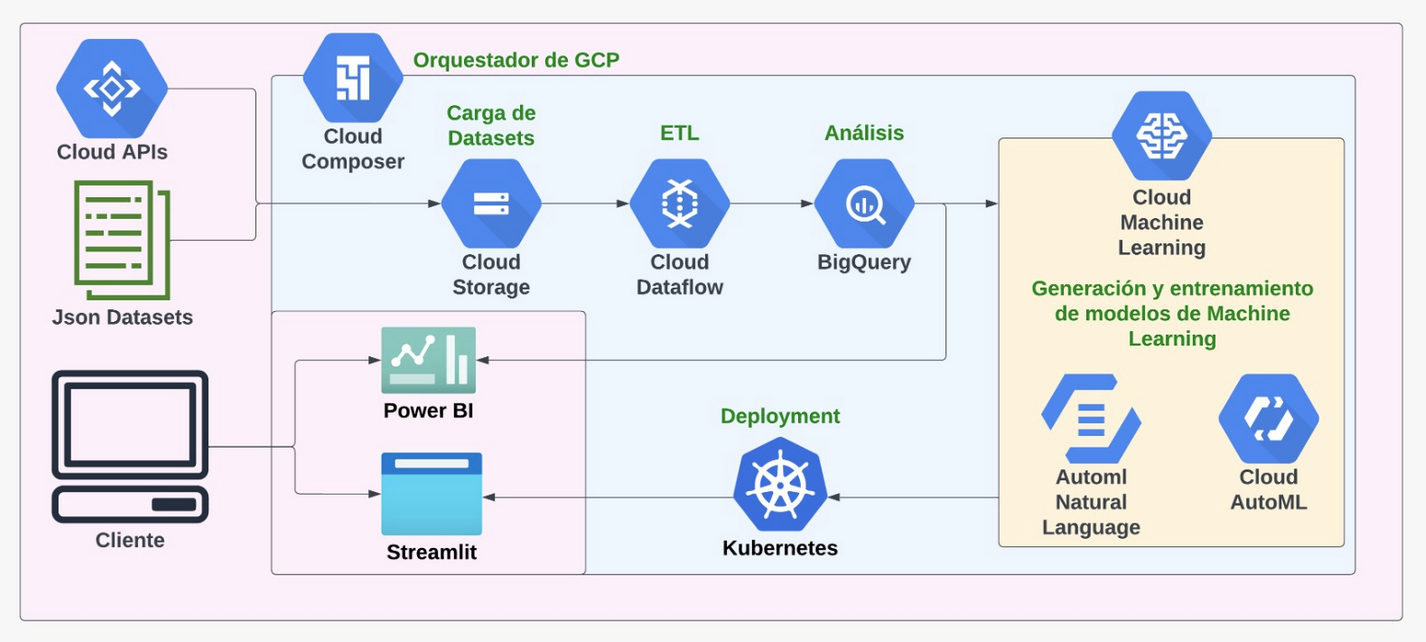 Orquestador de GCP
Cloud APIs
Cloud
Composer
Carga de
Datasets
ETL
Análisis
Json Datasets
Cloud
Storage
Cloud
Dataflow
BigQuery
Cloud
Machine
Learning
Generación y entrenamiento
de modelos de Machine
Learning
Automl
Natural
Language
Cloud
AutoML
Cliente
Power BI
Streamlit
Deployment
Kubernetes